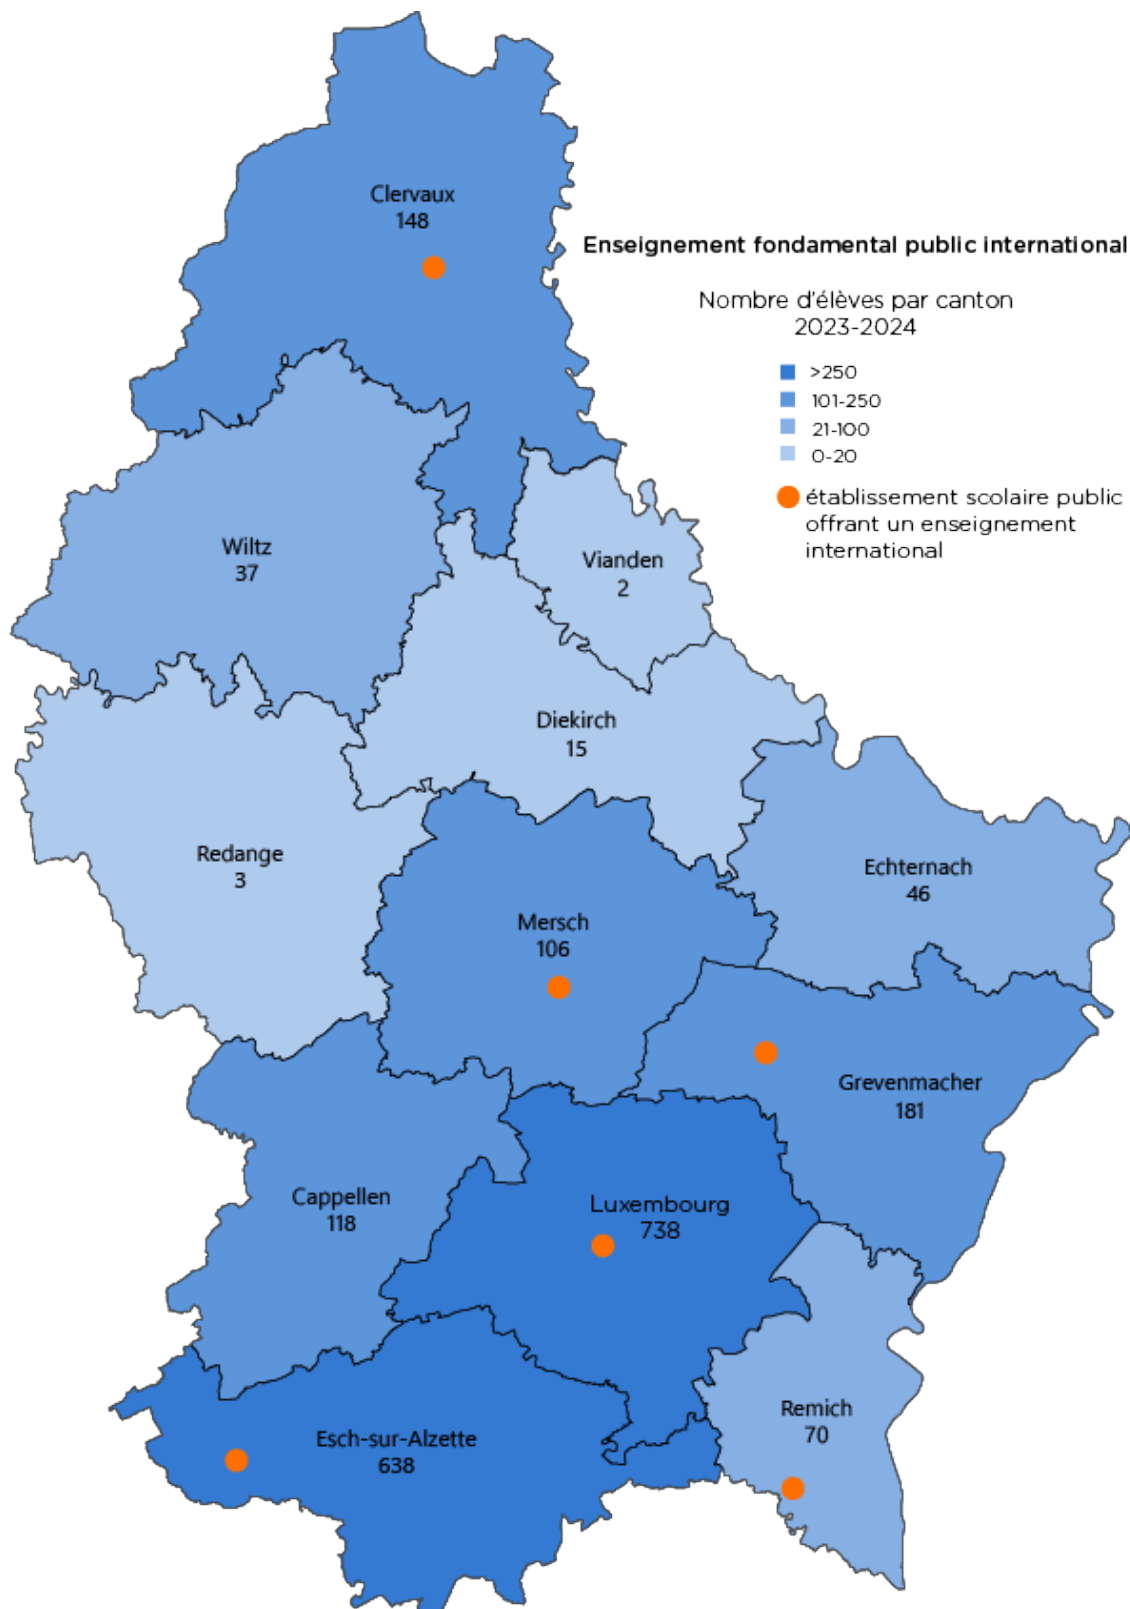 Clervaux
148
Enseignement fondamental public international
Nombre d'élèves par canton
2023-2024
>250
101-250
21-100
0-20
établissement scolaire public
offrant un enseignement
international
Wiltz
37
Vianden
2
Diekirch
15
Redange
3
Echternach
46
Mersch
106
Grevenmacher
181
Cappellen
118
Luxembourg
738
Remich
70
Esch-sur-Alzette
638